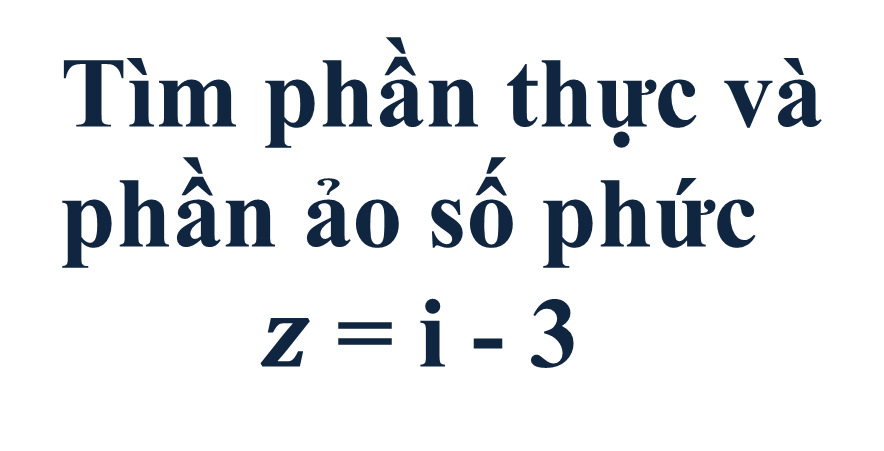 Tìm phần thực và
phần ảo số phức
z = i - 3